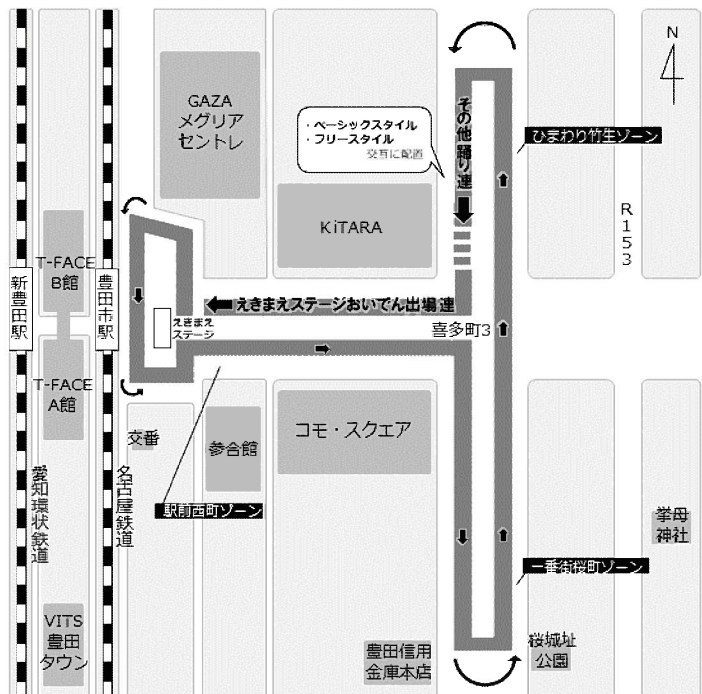 N
GAZA
メグリア
セントレ
・ベーシックスタイル
・フリースタイル
交互に配置
その他踊り連
ひまわり竹生ゾーン
KiTARA
R153
T-FACE
B館
新豊田駅
豊田市駅
えきまえステージおいでん出場連
えきまえ
ステージ
喜多町3
T-FACE
A館
交番
参合館
コモ・スクエア
愛知環状鉄道
名古屋鉄道
駅前西町ゾーン
挙母
神社
一番街桜町ゾーン
VITS
豊田
タウン
豊田信用
金庫本店
桜城址
公園